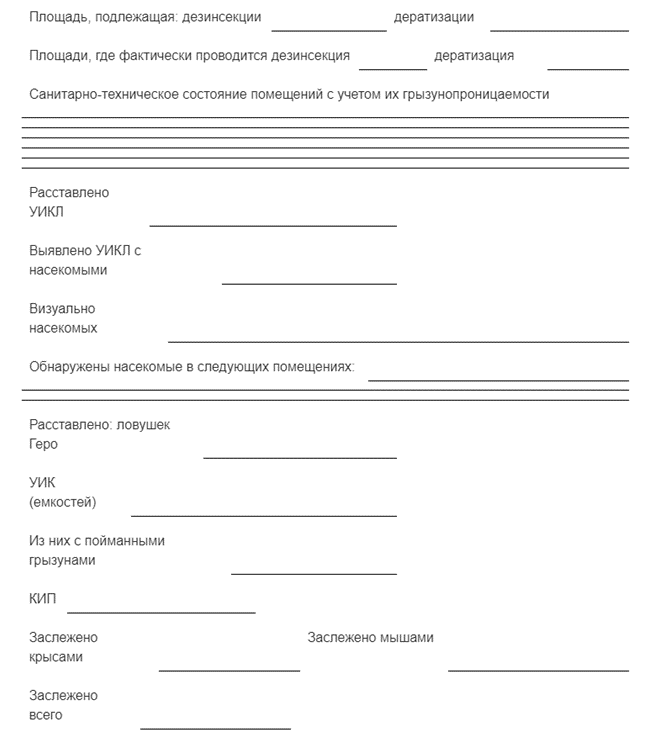 Площадь, подлежащая: дезинсекции дератизации
Площади, где фактически проводится дезинсекция дератизация
Санитарно-техническое состояние помещений с учетом их грызунопроницаемости
Расставлено
УИКЛ
Выявлено УИКЛ с
насекомыми
Визуально
насекомых
Обнаружены насекомые в следующих помещениях:
Расставлено: ловушек
Геро
УИК
(емкостей)
Из них с пойманными
грызунами
КИП
Заслежено Заслежено мышами
крысами
Заслежено
всего